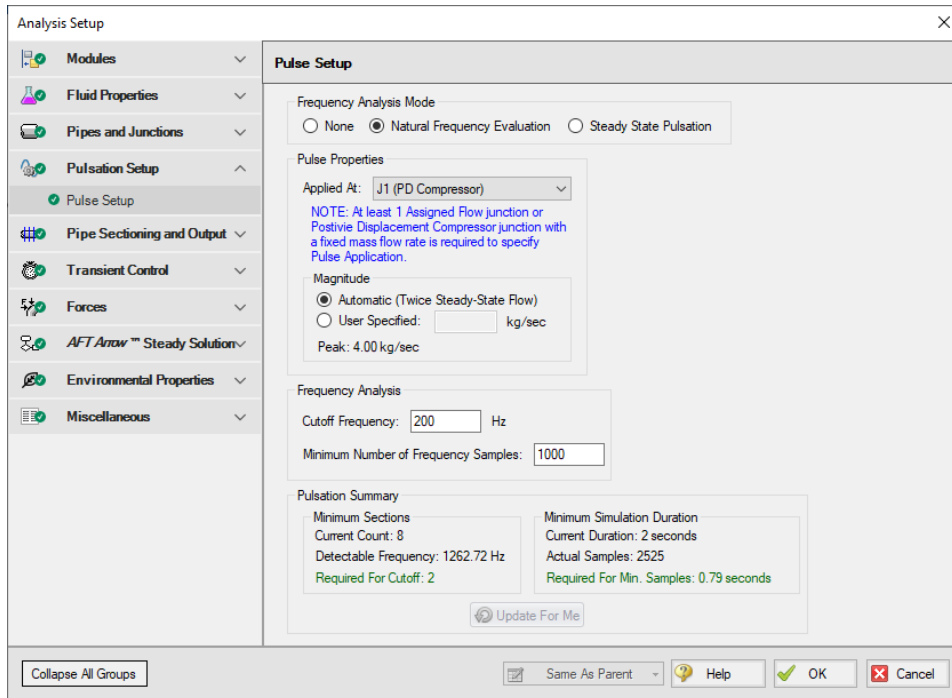 Analysis Setup
Modules
Fluid Properties
Pipes and Junctions
Pulsation Setup
Pulse Setup
Pipe Sectioning and Output
Transient Control
Forces
AFT Arrow ™ Steady Solution
Environmental Properties
Miscellaneous
Pulse Setup
Frequency Analysis Mode
None Natural Frequency Evaluation Steady State Pulsation
Pulse Properties
Applied At: J1 (PD Compressor)
NOTE: At least 1 Assigned Flow junction or
Postivie Displacement Compressor junction with
a fixed mass flow rate is required to specify
Pulse Application.
Magnitude
Automatic (Twice Steady-State Flow)
User Specified: kg/sec
Peak: 4.00 kg/sec
Frequency Analysis
Cutoff Frequency: 200 Hz
Minimum Number of Frequency Samples: 1000
Pulsation Summary
Minimum Sections
Current Count: 8
Detectable Frequency: 1262.72 Hz
Required For Cutoff: 2
Minimum Simulation Duration
Current Duration: 2 seconds
Actual Samples: 2525
Required For Min. Samples: 0.79 seconds
Update For Me
Collapse All Groups Same As Parent Help OK Cancel